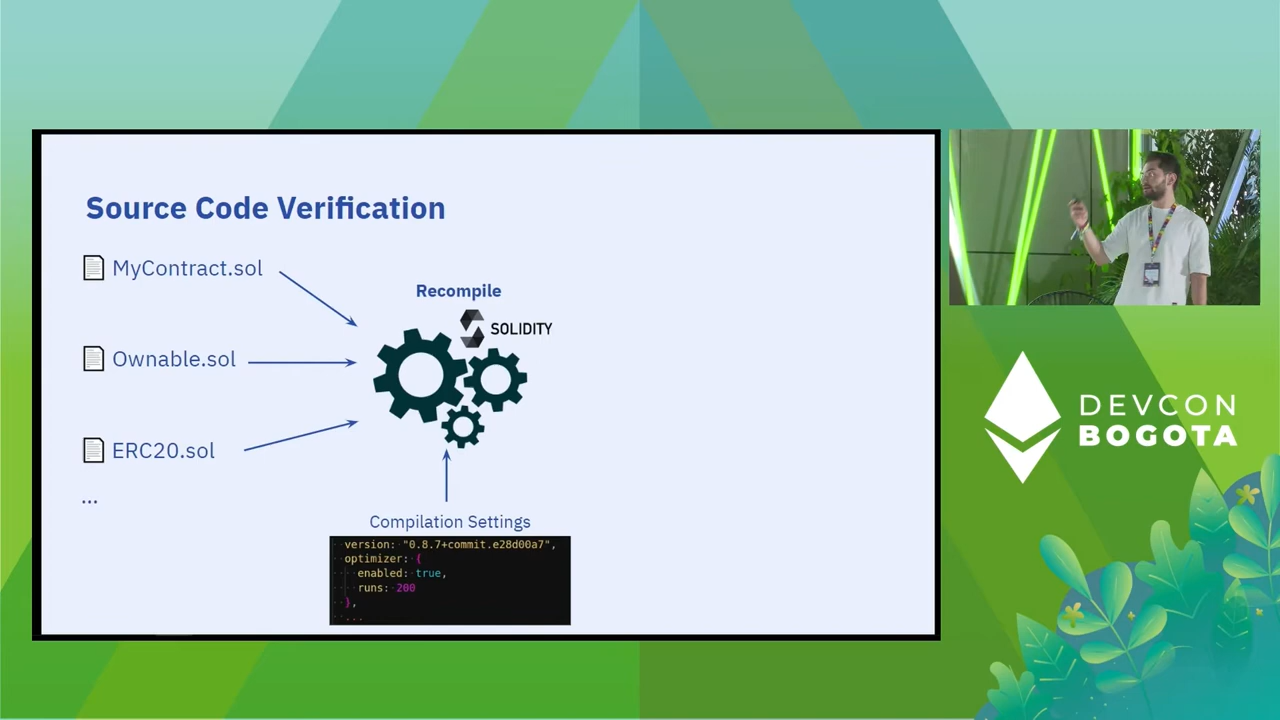 Source Code Verification
MyContract.sol
Ownable.sol
ERC20.sol
...
Recompile
SOLIDITY
Compilation Settings
version: "0.8.7+commit.e28d00a7",
optimizer: {
enabled: true,
runs: 200
},
...
DEVCON
BOGOTA